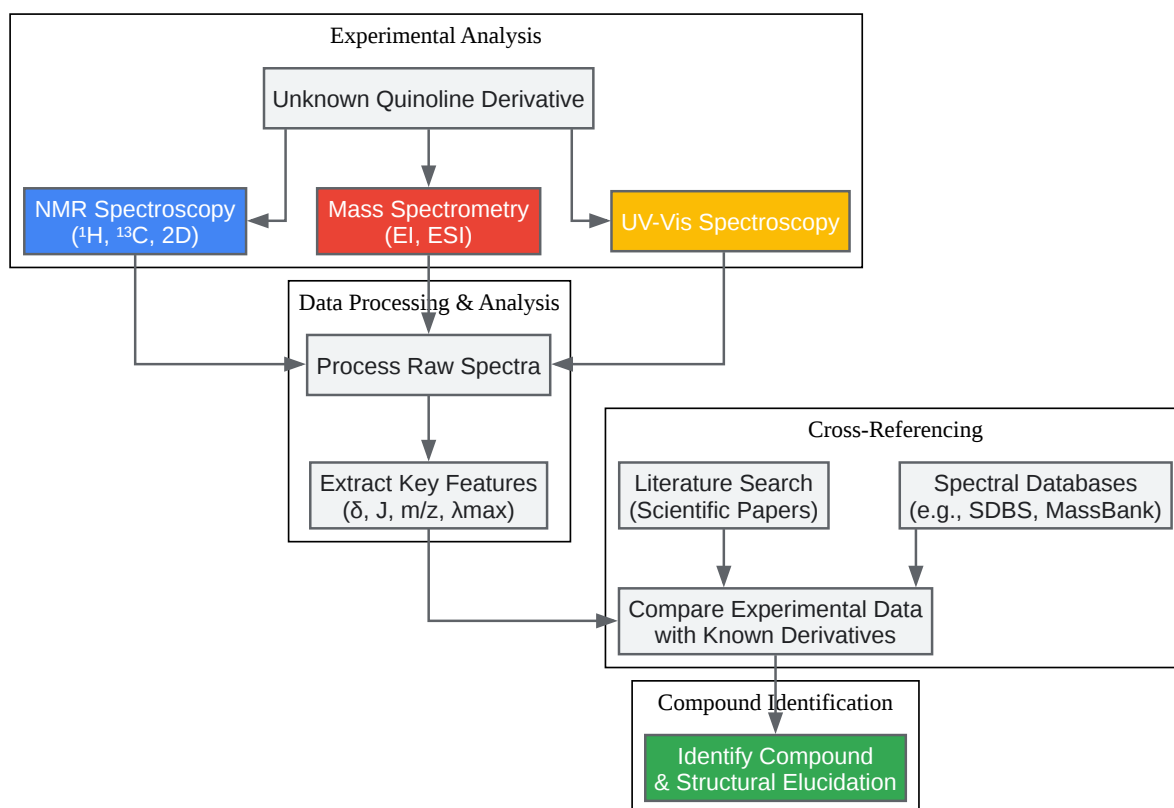 Experimental Analysis
Unknown Quinoline Derivative
NMR Spectroscopy
(¹H, ¹³C, 2D)
Mass Spectrometry
(EI, ESI)
UV-Vis Spectroscopy
Data Processing & Analysis
Process Raw Spectra
Extract Key Features
(δ, J, m/z, λmax)
Cross-Referencing
Literature Search
(Scientific Papers)
Spectral Databases
(e.g., SDBS, MassBank)
Compare Experimental Data
with Known Derivatives
Compound Identification
Identify Compound
& Structural Elucidation